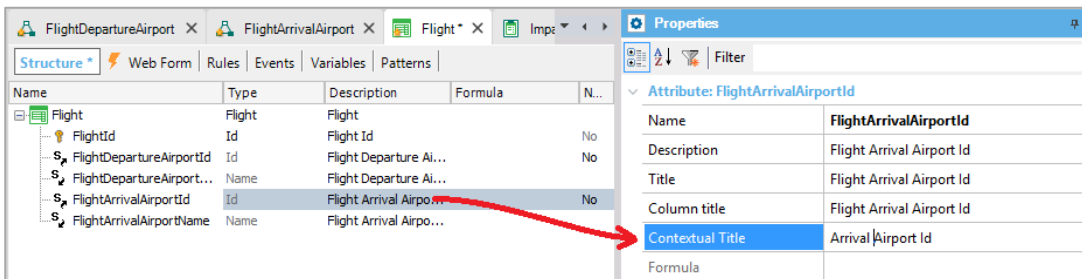 FlightDepartureAirport X FlightArrivalAirport X Flight * X Impa
Structure * Web Form Rules Events Variables Patterns
Name Type Description Formula N...
Flight Flight Flight
FlightId Id Flight Id No
FlightDepartureAirportId Id Flight Departure Ai... No
FlightDepartureAirport... Name Flight Departure Ai...
FlightArrivalAirportId Id Flight Arrival Airpo... No
FlightArrivalAirportName Name Flight Arrival Airpo...
Properties
Filter
Attribute: FlightArrivalAirportId
Name FlightArrivalAirportId
Description Flight Arrival Airport Id
Title Flight Arrival Airport Id
Column title Flight Arrival Airport Id
Contextual Title Arrival Airport Id
Formula